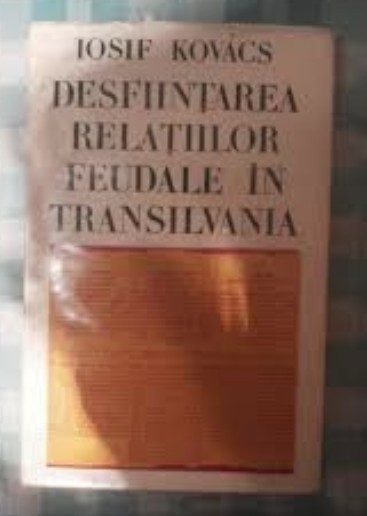 IOSIF KOVÁCS
DESFIINȚAREA
RELAȚIILOR
FEUDALE ÎN
TRANSILVANIA